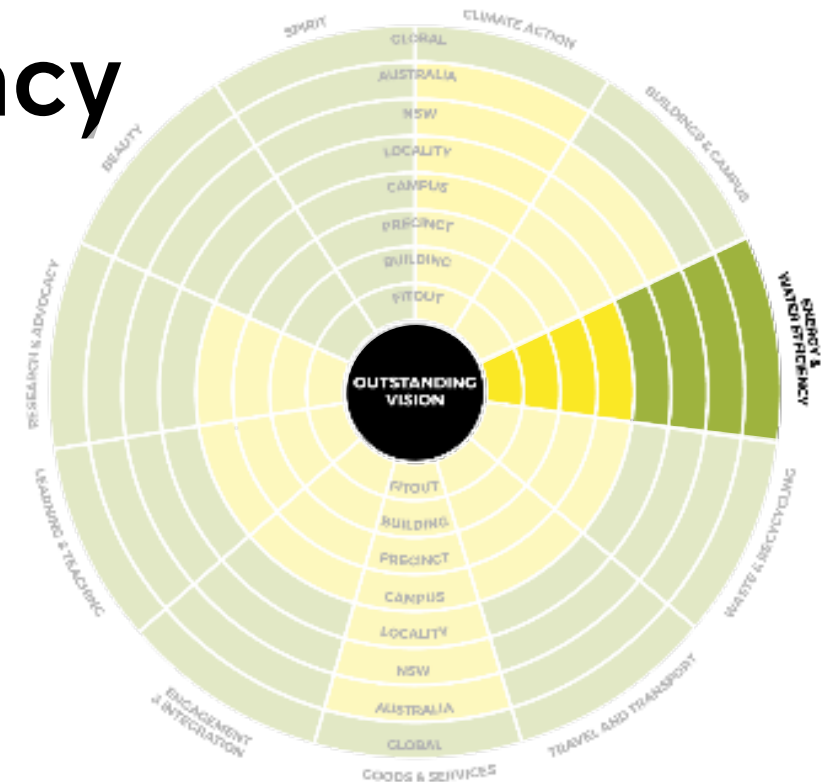 ncy
SPIRIT
CLIMATE ACTION
BUILDINGS & CAMPUS
ENERGY &
WATER EFFICIENCY
WASTE & RECYCYCLING
TRAVEL AND TRANSPORT
GOODS & SERVICES
ENGAGEMENT
& INTEGRATION
LEARNING & TEACHING
RESEARCH & ADVOCACY
BEAUTY
GLOBAL
AUSTRALIA
NSW
LOCALITY
CAMPUS
PRECINCT
BUILDING
FITOUT
OUTSTANDING
VISION
FITOUT
BUILDING
PRECINCT
CAMPUS
LOCALITY
NSW
AUSTRALIA
GLOBAL